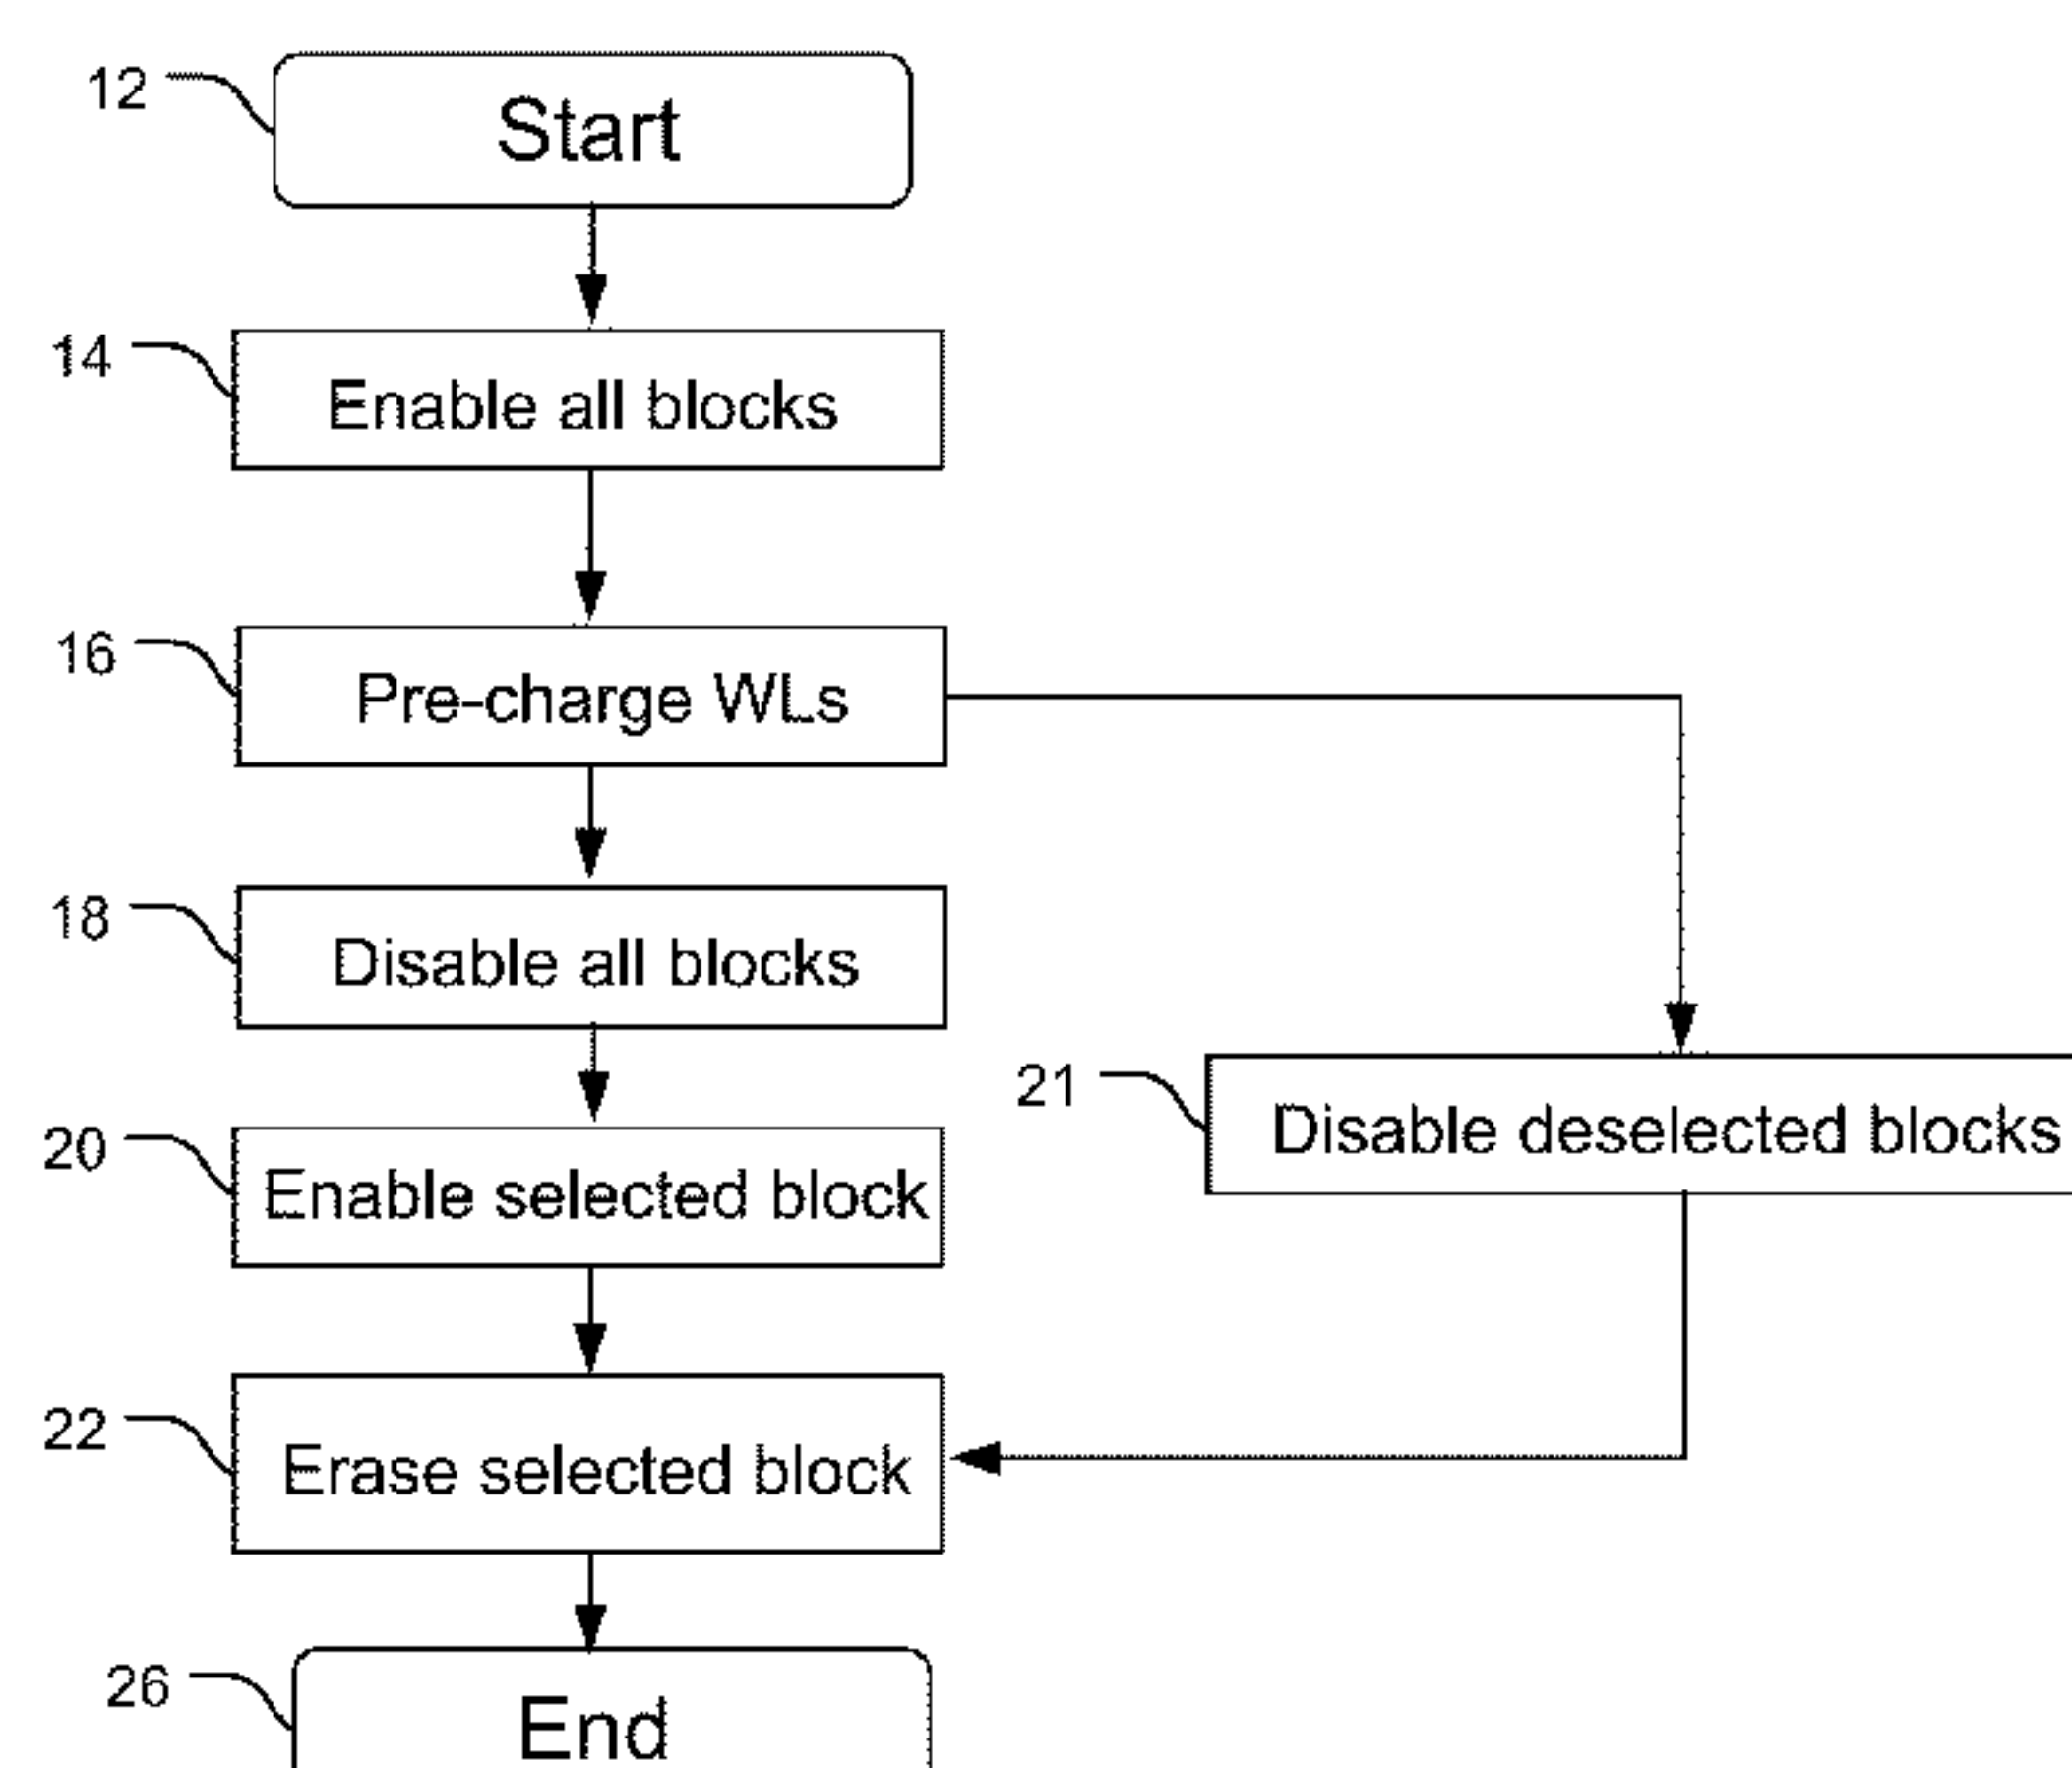 12
Start
14
Enable all blocks
16
Pre-charge WLs
18
Disable all blocks
21
Disable deselected blocks
20
Enable selected block
22
Erase selected block
26
End